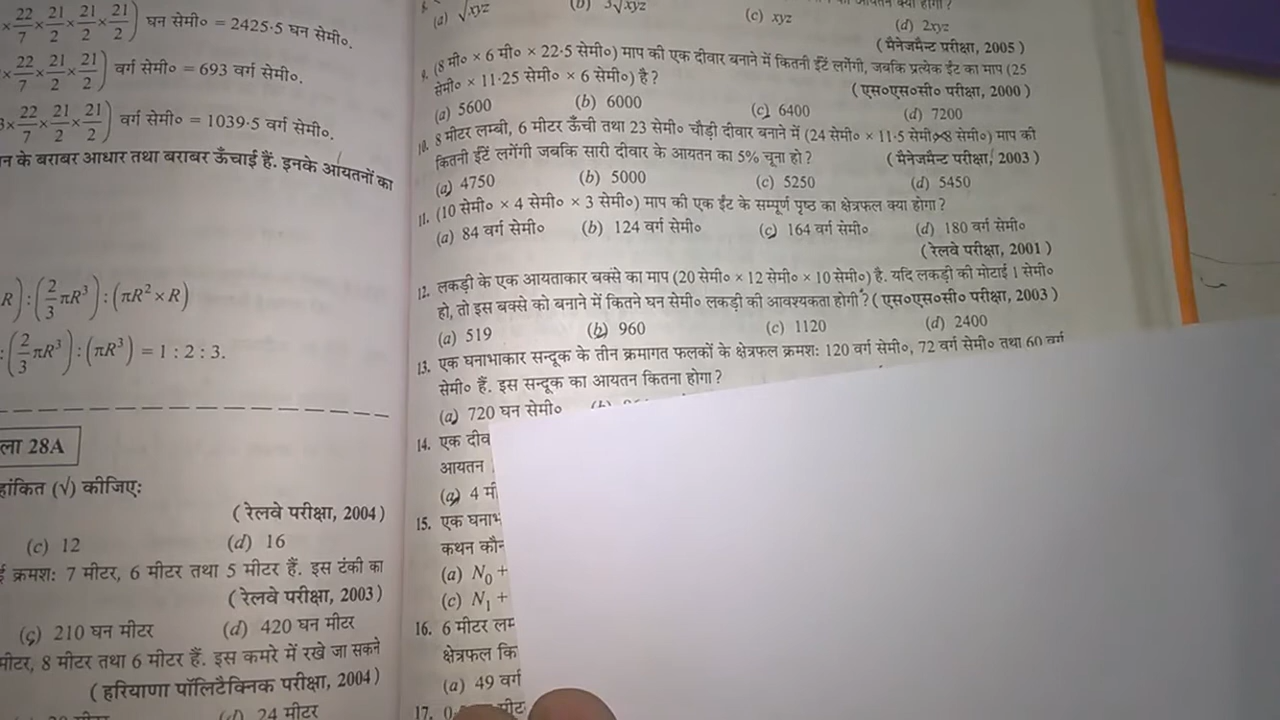 × 22/7 × 21/2 × 21/2 × 21/2) घन सेमी० = 2425·5 घन सेमी०.
× 22/7 × 21/2 × 21/2) वर्ग सेमी० = 693 वर्ग सेमी०.
3× 22/7 × 21/2 × 21/2) वर्ग सेमी० = 1039·5 वर्ग सेमी०.
न के बराबर आधार तथा बराबर ऊँचाई हैं. इनके आयतनों का
R) : (2/3 πR³) : (πR² × R)
: (2/3 πR³) : (πR³) = 1 : 2 : 3.
ला 28A
हांकित (√) कीजिए:
(रेलवे परीक्षा, 2004)
(c) 12 (d) 16
ई क्रमश: 7 मीटर, 6 मीटर तथा 5 मीटर हैं. इस टंकी का
(रेलवे परीक्षा, 2003)
(c) 210 घन मीटर (d) 420 घन मीटर
मीटर, 8 मीटर तथा 6 मीटर हैं. इस कमरे में रखे जा सकने
(हरियाणा पॉलिटैक्निक परीक्षा, 2004)
(d) 24 मीटर
आयतन क्या होगा?
(a) √xyz (b) 3√xyz (c) xyz (d) 2xyz
(मैनेजमैन्ट परीक्षा, 2005)
9. (8 मी० × 6 मी० × 22·5 सेमी०) माप की एक दीवार बनाने में कितनी ईंटें लगेंगी, जबकि प्रत्येक ईंट का माप (25
सेमी० × 11·25 सेमी० × 6 सेमी०) है?
(एस०एस०सी० परीक्षा, 2000)
(a) 5600 (b) 6000 (c) 6400 (d) 7200
10. 8 मीटर लम्बी, 6 मीटर ऊँची तथा 23 सेमी० चौड़ी दीवार बनाने में (24 सेमी० × 11·5 सेमी० × 8 सेमी०) माप की
कितनी ईंटें लगेंगी जबकि सारी दीवार के आयतन का 5% चूना हो? (मैनेजमैन्ट परीक्षा, 2003)
(a) 4750 (b) 5000 (c) 5250 (d) 5450
11. (10 सेमी० × 4 सेमी० × 3 सेमी०) माप की एक ईंट के सम्पूर्ण पृष्ठ का क्षेत्रफल क्या होगा?
(a) 84 वर्ग सेमी० (b) 124 वर्ग सेमी० (c) 164 वर्ग सेमी० (d) 180 वर्ग सेमी०
(रेलवे परीक्षा, 2001)
12. लकड़ी के एक आयताकार बक्से का माप (20 सेमी० × 12 सेमी० × 10 सेमी०) है. यदि लकड़ी की मोटाई 1 सेमी०
हो, तो इस बक्से को बनाने में कितने घन सेमी० लकड़ी की आवश्यकता होगी? (एस०एस०सी० परीक्षा, 2003)
(a) 519 (b) 960 (c) 1120 (d) 2400
13. एक घनाभाकार सन्दूक के तीन क्रमागत फलकों के क्षेत्रफल क्रमश: 120 वर्ग सेमी०, 72 वर्ग सेमी० तथा 60 वर्ग
सेमी० हैं. इस सन्दूक का आयतन कितना होगा?
(a) 720 घन सेमी०
14. एक दीव
आयतन
(a) 4 मी
15. एक घनाभ
कथन कौन
(a) N₀ +
(c) N₁ +
16. 6 मीटर लम
क्षेत्रफल कि
(a) 49 वर्ग
17.